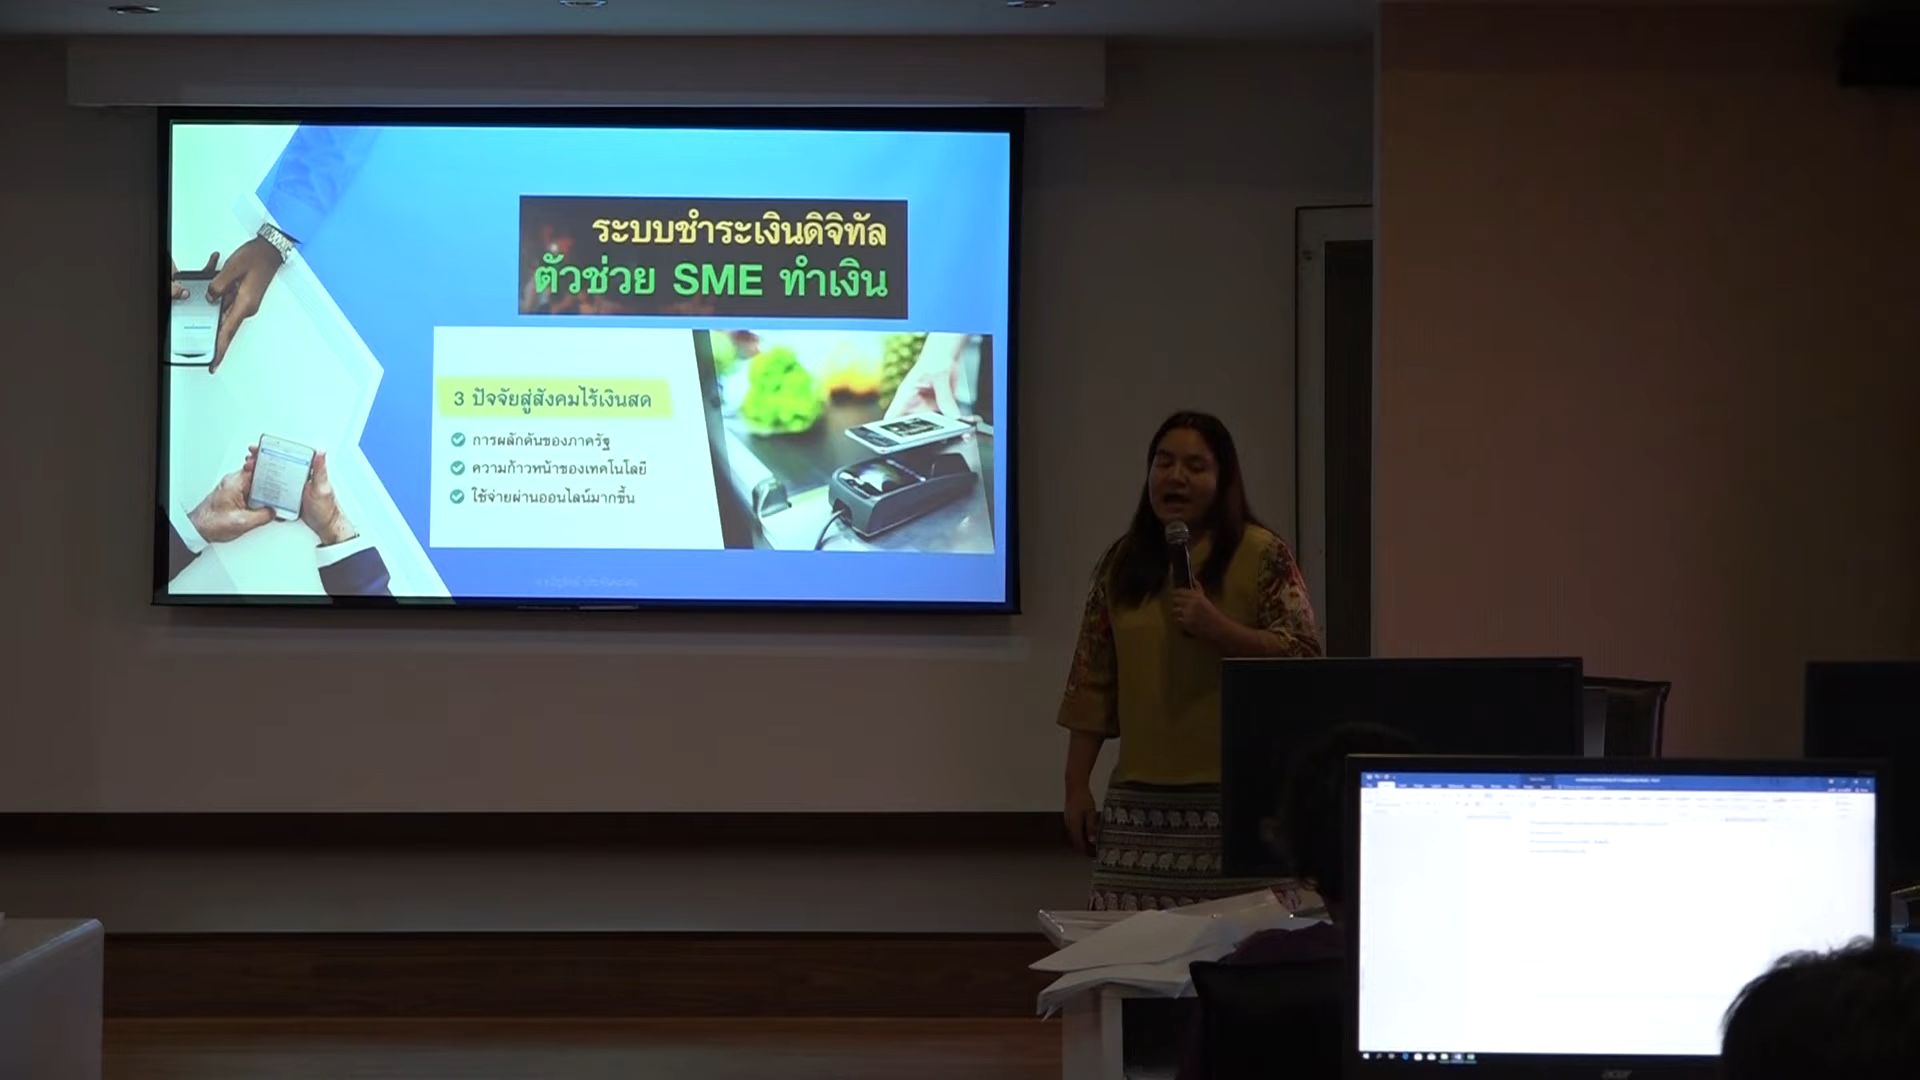 ระบบชำระเงินดิจิทัล
ตัวช่วย SME ทำเงิน
3 ปัจจัยสู่สังคมไร้เงินสด
การผลักดันของภาครัฐ
ความก้าวหน้าของเทคโนโลยี
ใช้จ่ายผ่านออนไลน์มากขึ้น
acer